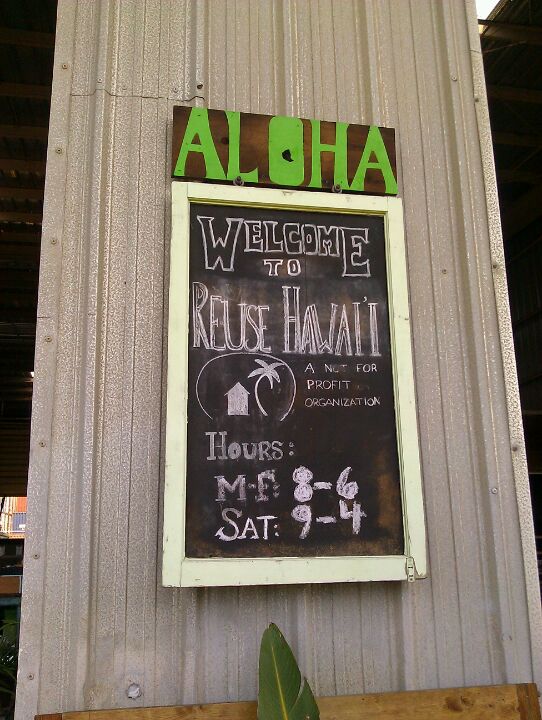 ALOHA
WELCOME
TO
REUSE HAWAI'I
A NOT FOR
PROFIT
ORGANIZATION
HOURS:
M-F: 8-6
SAT: 9-4